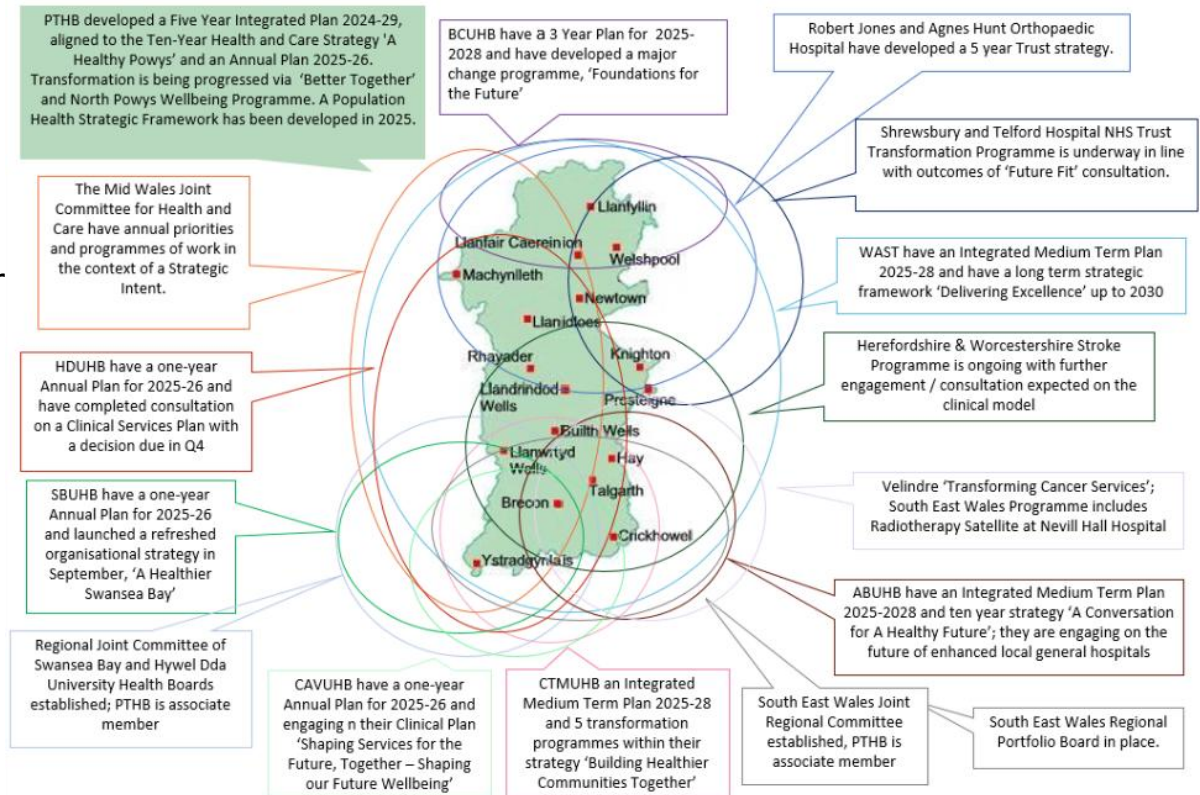 PTHB developed a Five Year Integrated Plan 2024-29,
aligned to the Ten-Year Health and Care Strategy 'A
Healthy Powys' and an Annual Plan 2025-26.
Transformation is being progressed via 'Better Together'
and North Powys Wellbeing Programme. A Population
Health Strategic Framework has been developed in 2025.
BCUHB have a 3 Year Plan for 2025-
2028 and have developed a major
change programme, 'Foundations for
the Future'
Robert Jones and Agnes Hunt Orthopaedic
Hospital have developed a 5 year Trust strategy.
Shrewsbury and Telford Hospital NHS Trust
Transformation Programme is underway in line
with outcomes of 'Future Fit' consultation.
The Mid Wales Joint
Committee for Health and
Care have annual priorities
and programmes of work in
the context of a Strategic
Intent.
WAST have an Integrated Medium Term Plan
2025-28 and have a long term strategic
framework 'Delivering Excellence' up to 2030
HDUHB have a one-year
Annual Plan for 2025-26 and
have completed consultation
on a Clinical Services Plan with
a decision due in Q4
Herefordshire & Worcestershire Stroke
Programme is ongoing with further
engagement / consultation expected on the
clinical model
Llanfyllin
Llanfair Caereinion
Welshpool
Machynlleth
Newtown
Llanidloes
Rhayader
Knighton
Llandrindod
Wells
Presteigne
Builth Wells
Llanwrtyd
Wells
Hay
Talgarth
Brecon
Crickhowel
Ystradgynlais
SBUHB have a one-year
Annual Plan for 2025-26
and launched a refreshed
organisational strategy in
September, 'A Healthier
Swansea Bay'
Velindre 'Transforming Cancer Services';
South East Wales Programme includes
Radiotherapy Satellite at Nevill Hall Hospital
ABUHB have an Integrated Medium Term Plan
2025-2028 and ten year strategy 'A Conversation
for A Healthy Future'; they are engaging on the
future of enhanced local general hospitals
Regional Joint Committee of
Swansea Bay and Hywel Dda
University Health Boards
established; PTHB is associate
member
CAVUHB have a one-year
Annual Plan for 2025-26 and
engaging n their Clinical Plan
'Shaping Services for the
Future, Together – Shaping
our Future Wellbeing'
CTMUHB an Integrated
Medium Term Plan 2025-28
and 5 transformation
programmes within their
strategy 'Building Healthier
Communities Together'
South East Wales Joint
Regional Committee
established, PTHB is
associate member
South East Wales Regional
Portfolio Board in place.